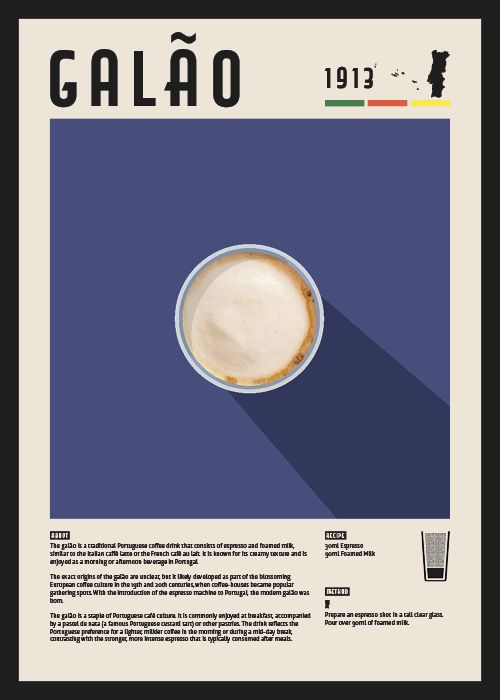 GALÃO
1913
ABOUT
The galão is a traditional Portuguese coffee drink that consists of espresso and foamed milk,
similar to the Italian caffè latte or the French café au lait. It is known for its creamy texture and is
enjoyed as a morning or afternoon beverage in Portugal.
The exact origins of the galão are unclear, but it likely developed as part of the blossoming
European coffee culture in the 19th and 20th centuries, when coffee-houses became popular
gathering spots. With the introduction of the espresso machine to Portugal, the modern galão was
born.
The galão is a staple of Portuguese café culture. It is commonly enjoyed at breakfast, accompanied
by a pastel de nata (a famous Portuguese custard tart) or other pastries. The drink reflects the
Portuguese preference for a lighter, milkier coffee in the morning or during a mid-day break,
contrasting with the stronger, more intense espresso that is typically consumed after meals.
RECIPE
30ml Espresso
90ml Foamed Milk
METHOD
Prepare an espresso shot in a tall clear glass.
Pour over 90ml of foamed milk.